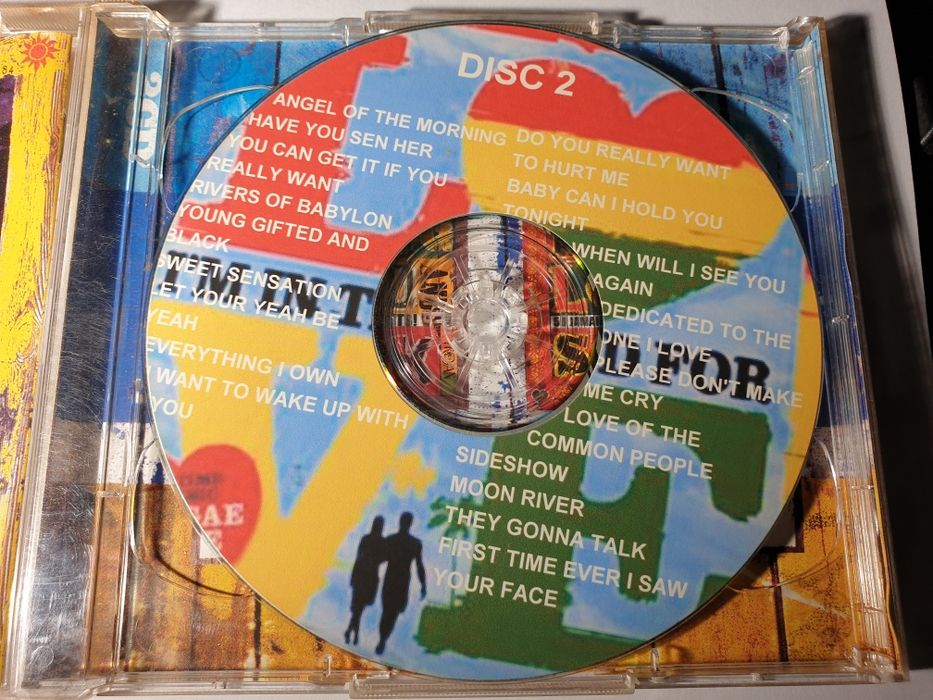 DISC 2
ANGEL OF THE MORNING
HAVE YOU SEN HER
YOU CAN GET IT IF YOU
REALLY WANT
RIVERS OF BABYLON
YOUNG GIFTED AND
BLACK
SWEET SENSATION
LET YOUR YEAH BE
YEAH
EVERYTHING I OWN
I WANT TO WAKE UP WITH
YOU
DO YOU REALLY WANT
TO HURT ME
BABY CAN I HOLD YOU
TONIGHT
WHEN WILL I SEE YOU
AGAIN
DEDICATED TO THE
ONE I LOVE
PLEASE DON'T MAKE
ME CRY
LOVE OF THE
COMMON PEOPLE
SIDESHOW
MOON RIVER
THEY GONNA TALK
FIRST TIME EVER I SAW
YOUR FACE
FOR
2CD